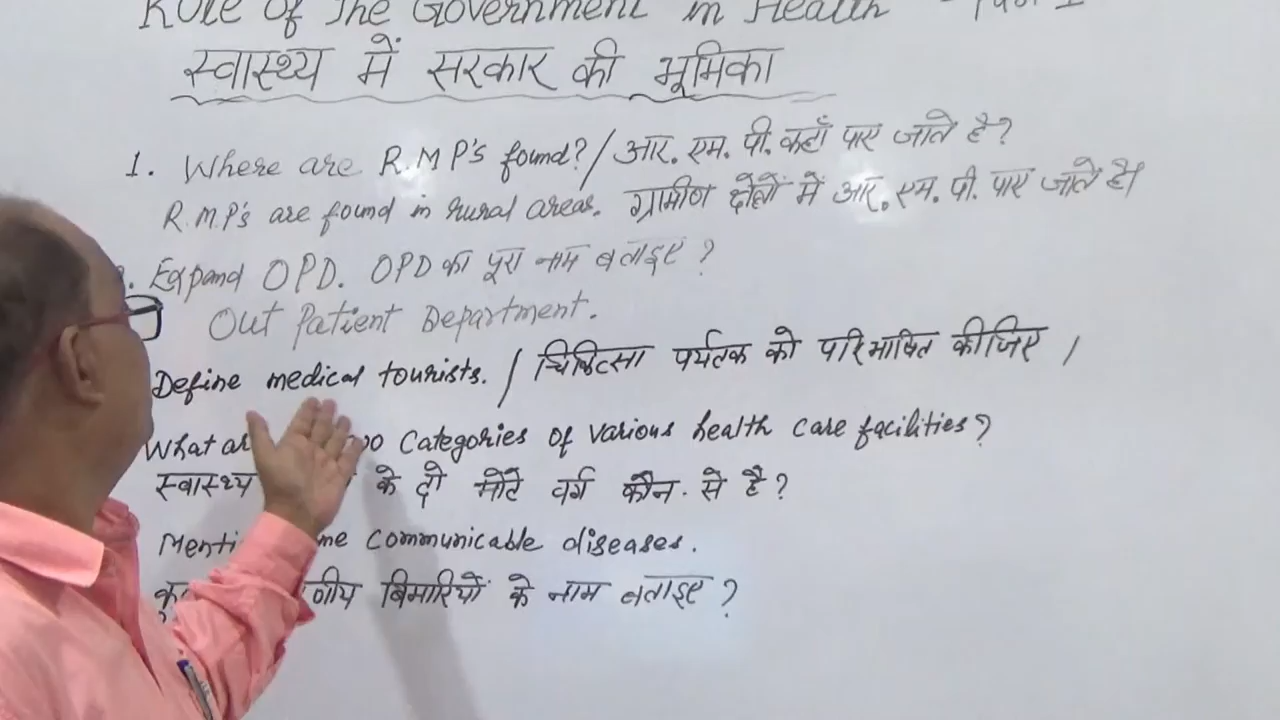 Role Of The Government in Health -
स्वास्थ्य में सरकार की भूमिका
1. Where are R.M P's found? / आर. एम. पी. कहाँ पाए जाते है?
R.M.P's are found in rural areas. ग्रामीण क्षेत्रों में आर. एम. पी. पाए जाते है।
Expand OPD. OPD का पूरा नाम बताइए ?
Out Patient Department.
Define medical tourists. / चिकित्सा पर्यटक को परिभाषित कीजिए /
What Categories of various health care facilities?
स्वास्थ्य के दो मोटे वर्ग कौन-से है?
communicable diseases.
बिमारियों के नाम बताइए ?